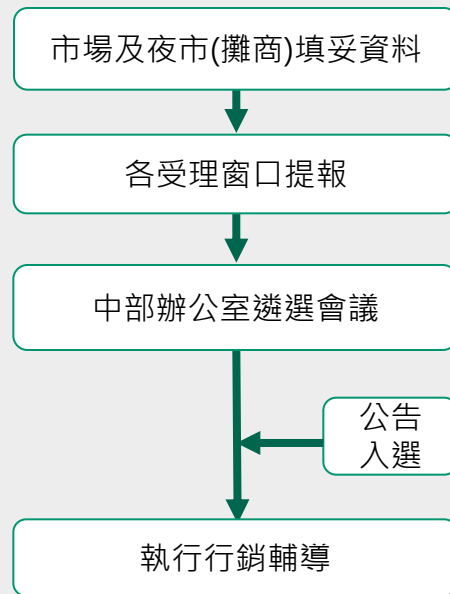 市場及夜市(攤商)填妥資料
各受理窗口提報
中部辦公室遴選會議
公告
入選
執行行銷輔導